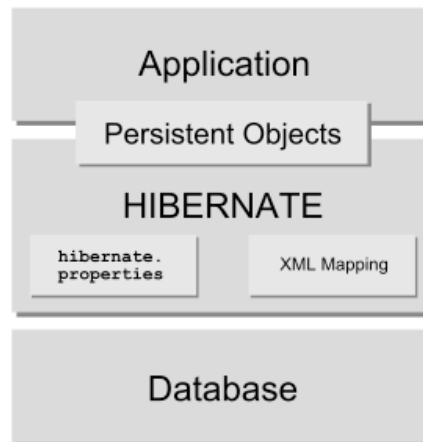 Application
Persistent Objects
HIBERNATE
hibernate.
properties
XML Mapping
Database